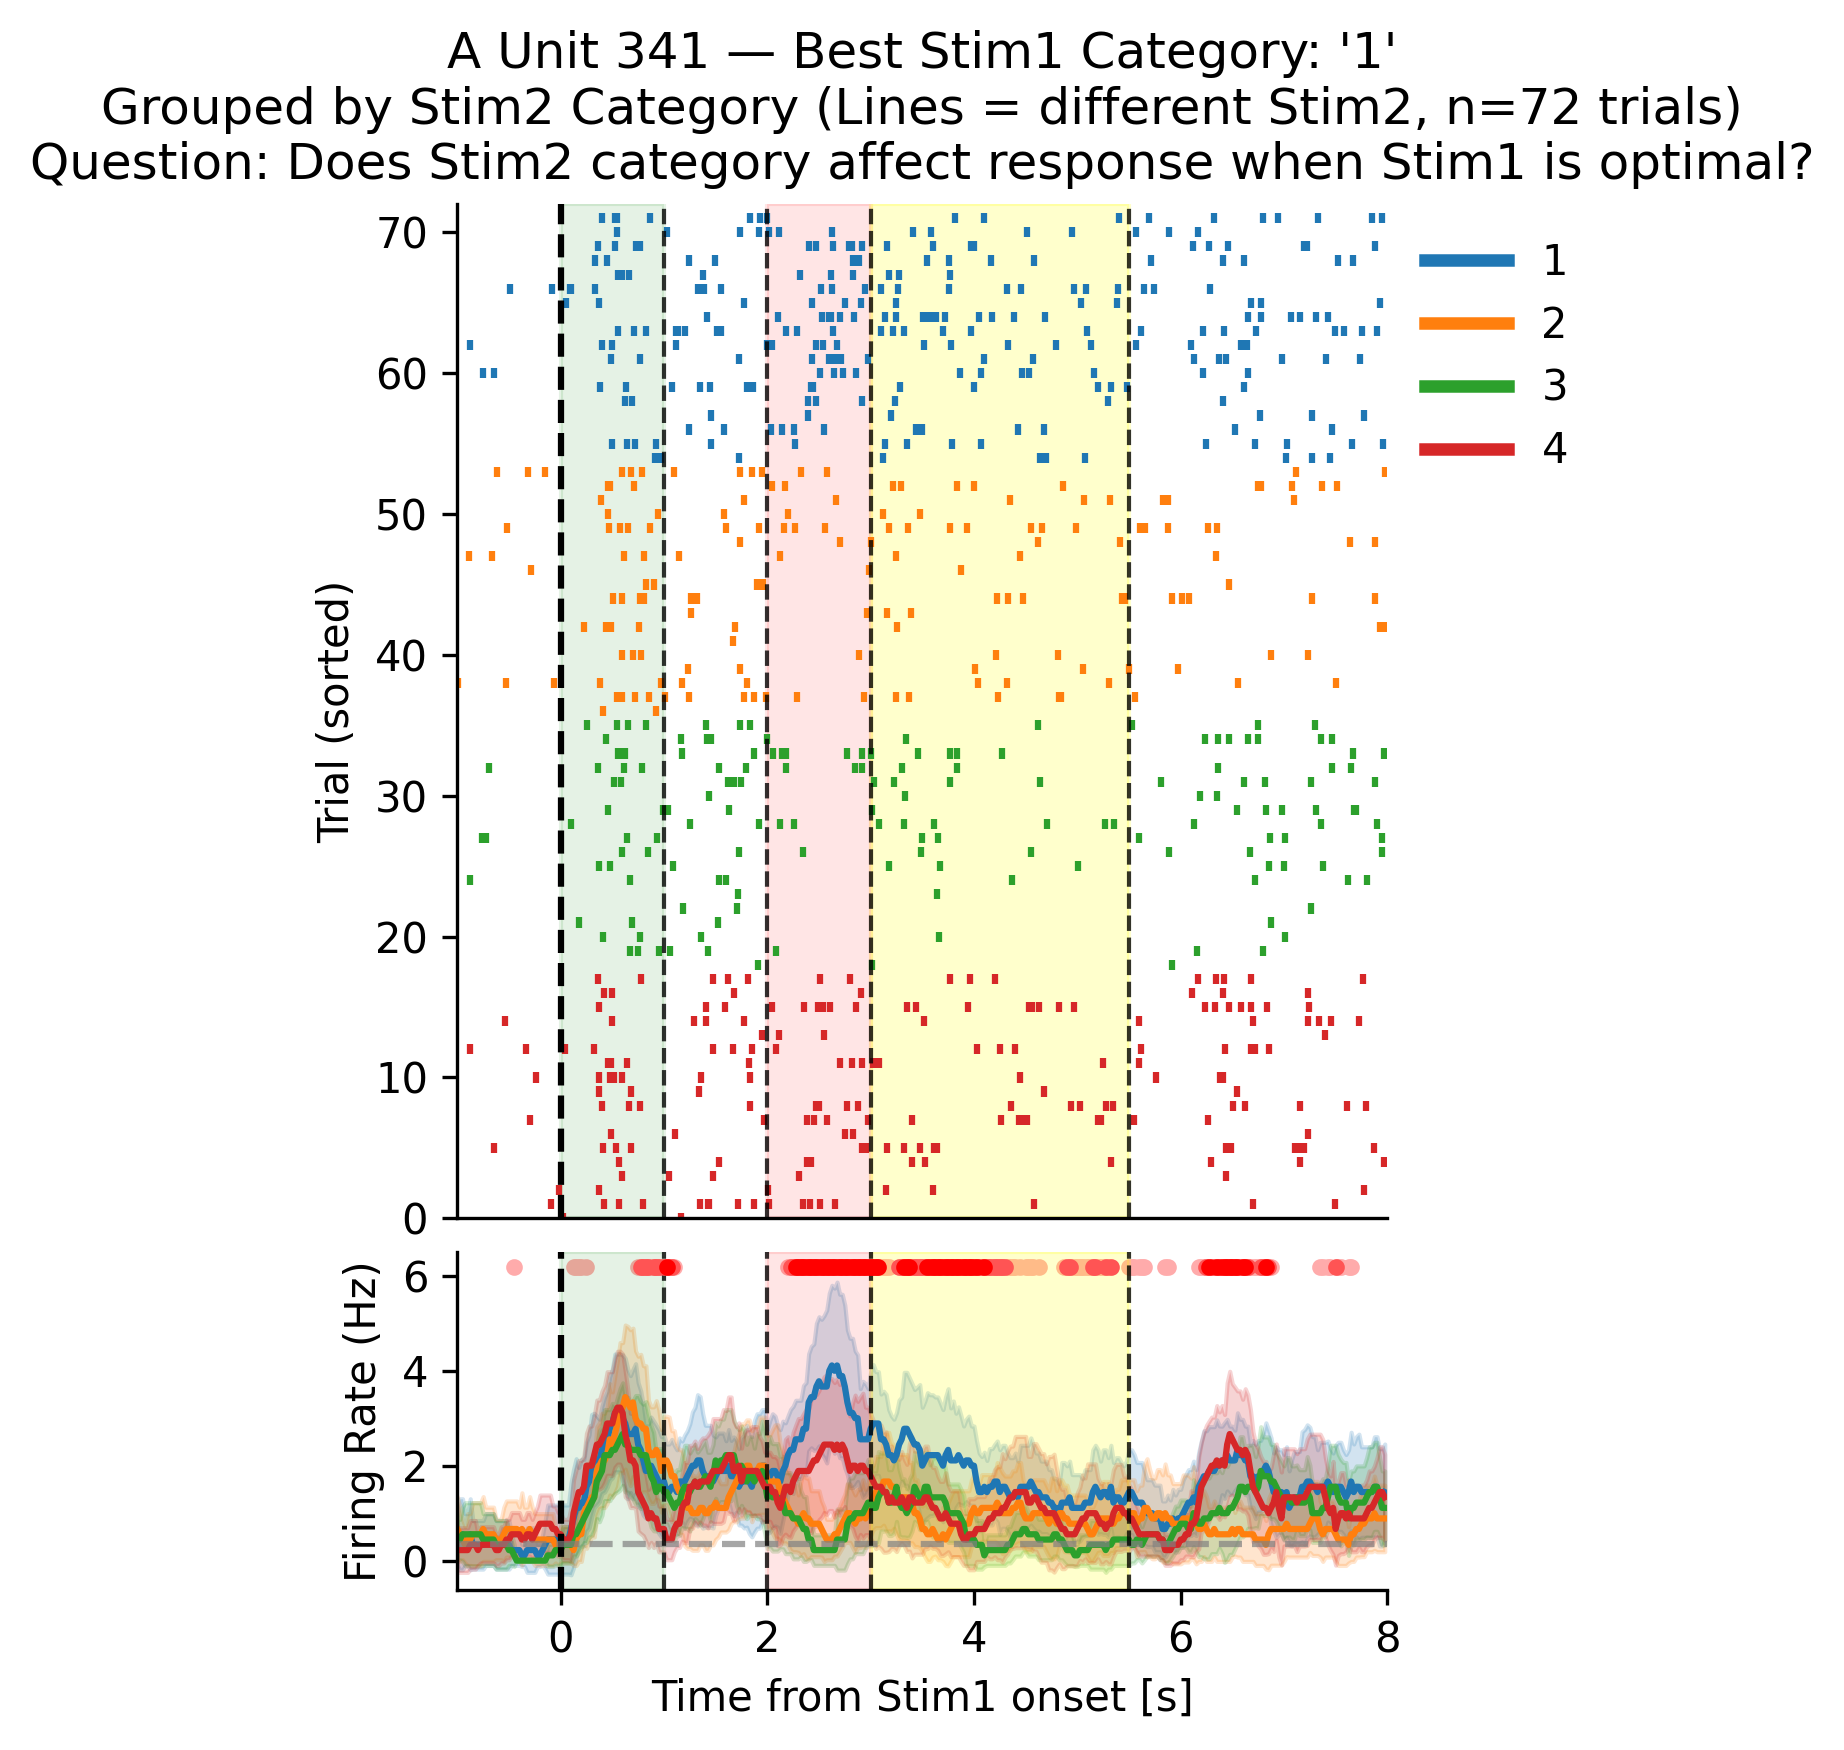 A Unit 341 — Best Stim1 Category: '1'
Grouped by Stim2 Category (Lines = different Stim2, n=72 trials)
Question: Does Stim2 category affect response when Stim1 is optimal?
70
60
50
40
30
20
10
0
Trial (sorted)
1
2
3
4
6
4
2
0
Firing Rate (Hz)
0 2 4 6 8
Time from Stim1 onset [s]